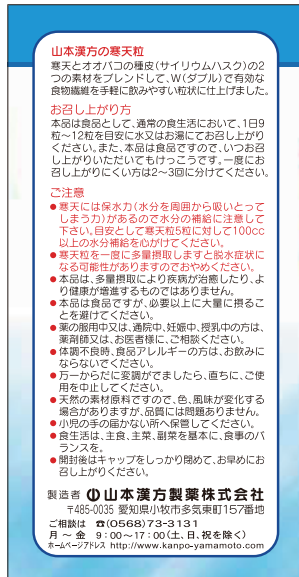 山本漢方の寒天粒
寒天とオオバコの種皮(サイリウムハスク)の2
つの素材をブレンドして、W(ダブル)で有効な
食物繊維を手軽に飲みやすい粒状に仕上げました。
お召し上がり方
本品は食品として、通常の食生活において、1日9
粒～12粒を目安に水又はお湯にてお召し上がり
ください。また、本品は食品ですので、いつお召
し上がりいただいてもけっこうです。一度にお
召し上がりにくい方は2～3回に分けてください。
ご注意
●寒天には保水力(水分を周囲から吸いとって
しまう力)があるので水分の補給に注意して
下さい。目安として寒天粒5粒に対して100cc
以上の水分補給を心がけてください。
●寒天粒を一度に多量摂取しますと脱水症状に
なる可能性がありますのでおやめください。
●本品は、多量摂取により疾病が治癒したり、よ
り健康が増進するものではありません。
●本品は食品ですが、必要以上に大量に摂るこ
とを避けてください。
●薬の服用中又は、通院中、妊娠中、授乳中の方は、
薬剤師又は、お医者様に、ご相談ください。
●体調不良時、食品アレルギーの方は、お飲みに
ならないでください。
●万一からだに変調がでましたら、直ちに、ご使
用を中止してください。
●天然の素材原料ですので、色、風味が変化する
場合がありますが、品質には問題ありません。
●小児の手の届かない所へ保管してください。
●食生活は、主食、主菜、副菜を基本に、食事のバ
ランスを。
●開封後はキャップをしっかり閉めて、お早めにお
召し上がりください。
製造者 山本漢方製薬株式会社
〒485-0035 愛知県小牧市多気東町157番地
ご相談は ☎(0568)73-3131
月～金 9:00～17:00(土、日、祝を除く)
ホームページアドレス http://www.kanpo-yamamoto.com